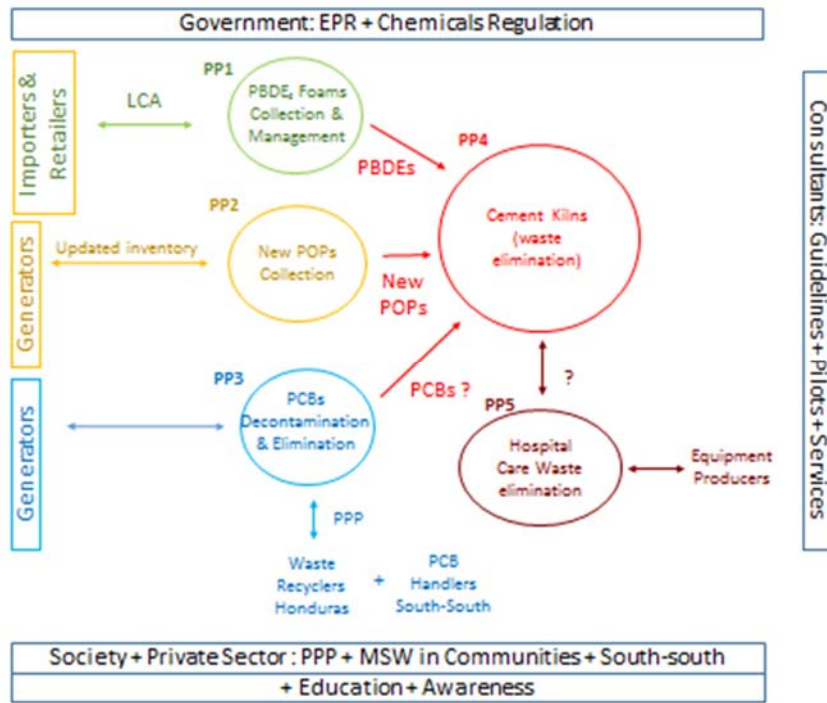 Government: EPR + Chemicals Regulation
Importers &
Retailers
LCA
PP1
PBDE, Foams
Collection &
Management
PBDEs
PP4
Cement Kilns
(waste
elimination)
Generators
Updated inventory
PP2
New POPs
Collection
New
POPs
Generators
PP3
PCBs
Decontamination
& Elimination
PCBs ?
?
PP5
Hospital
Care Waste
elimination
Equipment
Producers
PPP
Waste
Recyclers
Honduras
+
PCB
Handlers
South-South
Consultants: Guidelines + Pilots + Services
Society + Private Sector : PPP + MSW in Communities + South-south
+ Education + Awareness